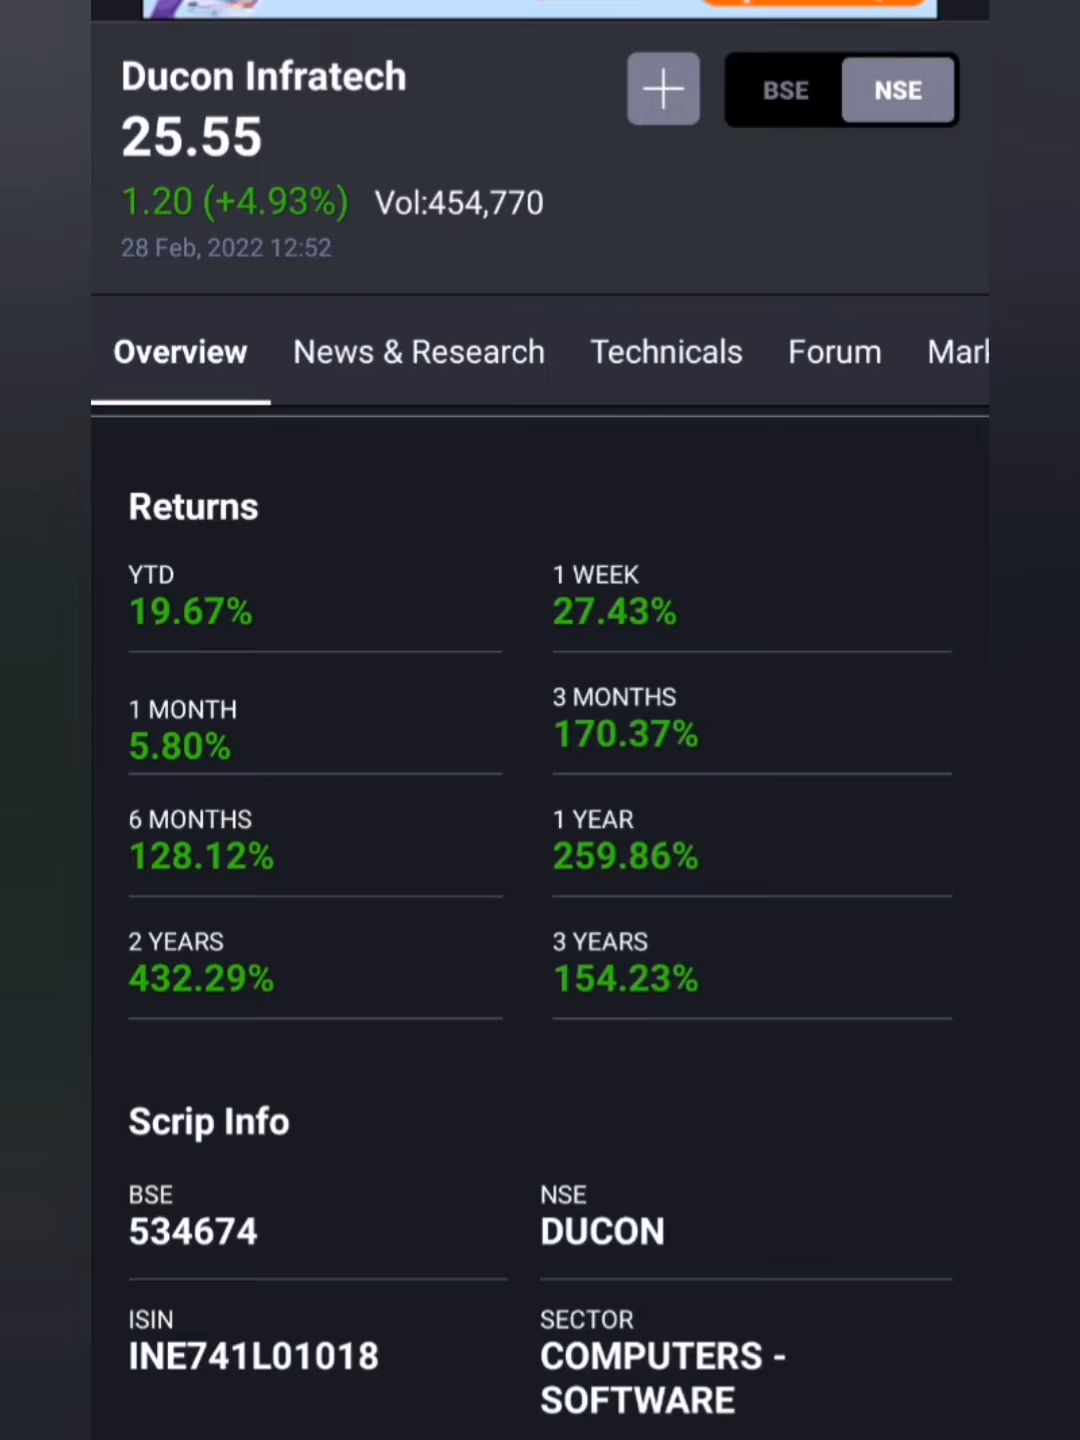 Ducon Infratech
25.55
1.20 (+4.93%) Vol:454,770
28 Feb, 2022 12:52
BSE NSE
Overview News & Research Technicals Forum Marl
Returns
YTD 1 WEEK
19.67% 27.43%
1 MONTH 3 MONTHS
5.80% 170.37%
6 MONTHS 1 YEAR
128.12% 259.86%
2 YEARS 3 YEARS
432.29% 154.23%
Scrip Info
BSE NSE
534674 DUCON
ISIN SECTOR
INE741L01018 COMPUTERS -
SOFTWARE